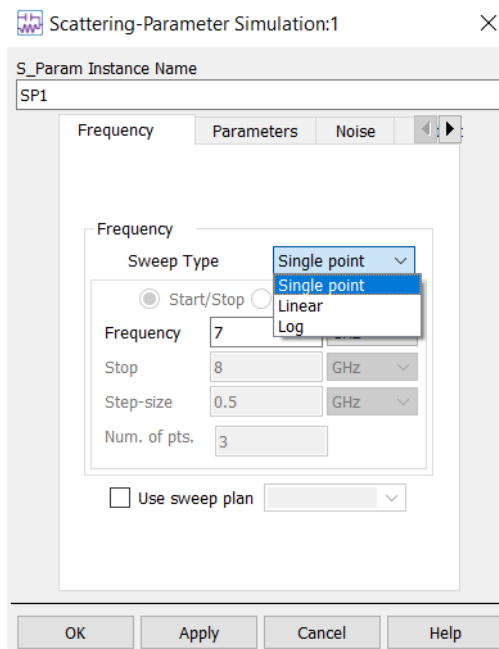 Scattering-Parameter Simulation:1
S_Param Instance Name
SP1
Frequency Parameters Noise
Frequency
Sweep Type Single point
Single point
Linear
Log
Start/Stop
Frequency 7
Stop 8 GHz
Step-size 0.5 GHz
Num. of pts. 3
Use sweep plan
OK Apply Cancel Help